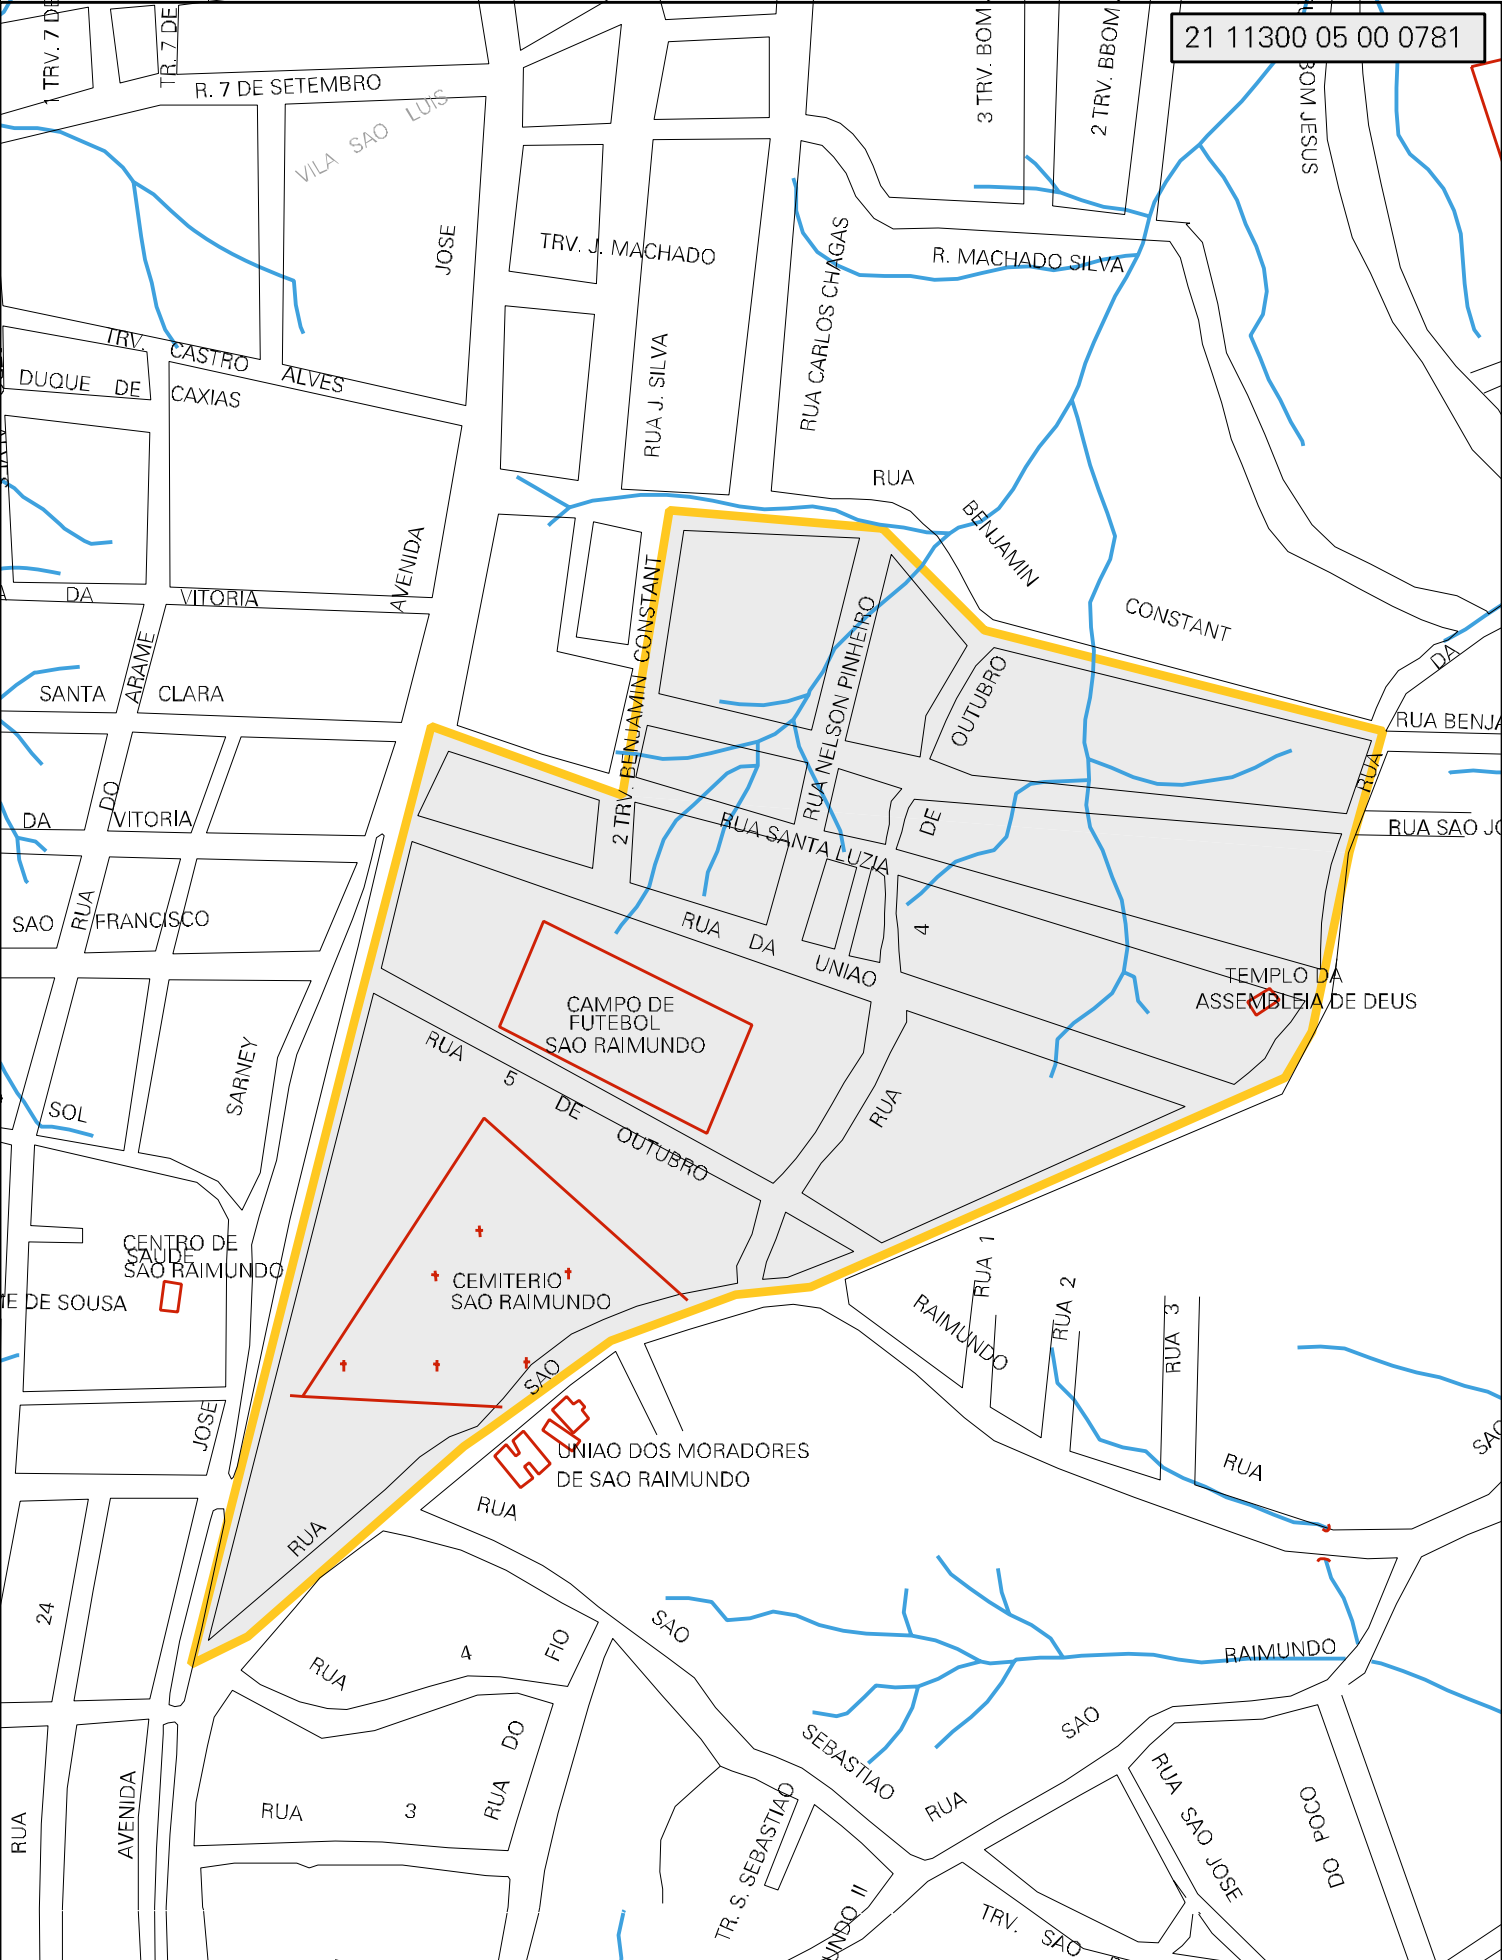 21 11300 05 00 0781
1 TRV. 7 DE
TR. 7 DE
R. 7 DE SETEMBRO
VILA SAO LUIS
3 TRV. BOM
2 TRV. BBOM
BOM JESUS
JOSE
TRV. J. MACHADO
RUA CARLOS CHAGAS
R. MACHADO SILVA
TRV. CASTRO ALVES
DUQUE DE CAXIAS
RUA J. SILVA
RUA BENJAMIN CONSTANT
AVENIDA
DA VITORIA
2 TRV. BENJAMIN CONSTANT
RUA NELSON PINHEIRO
ARAME
SANTA CLARA
OUTUBRO
DA
RUA BENJA
RUA
DO
DA VITORIA
RUA SANTA LUZIA
DE
RUA SAO JO
RUA
SAO FRANCISCO
4
RUA DA UNIAO
TEMPLO DA
ASSEMBLEIA DE DEUS
CAMPO DE
FUTEBOL
SAO RAIMUNDO
RUA 5 DE OUTUBRO
SARNEY
SOL
RUA
CENTRO DE
SAUDE
SAO RAIMUNDO
CEMITERIO
SAO RAIMUNDO
E DE SOUSA
RUA 1
RUA 2
RUA 3
RAIMUNDO
SAO
JOSE
UNIAO DOS MORADORES
DE SAO RAIMUNDO
SAO
RUA
RUA
RUA
24
SAO
RUA 4
FIO
RAIMUNDO
SAO
DO
SEBASTIAO
RUA
RUA
AVENIDA
RUA 3
RUA
RUA SAO JOSE
DO POCO
TR. S. SEBASTIAO
UNDO II
TRV. SAO